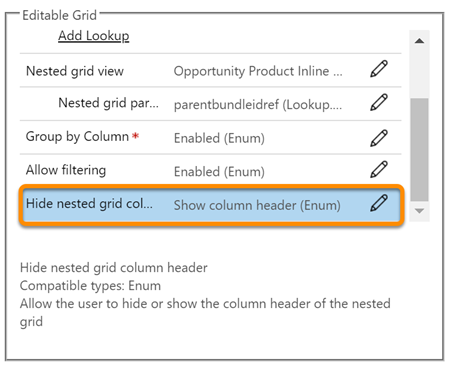 Editable Grid
Add Lookup
Nested grid view Opportunity Product Inline ...
Nested grid par... parentbundleidref (Lookup....
Group by Column * Enabled (Enum)
Allow filtering Enabled (Enum)
Hide nested grid col... Show column header (Enum)
Hide nested grid column header
Compatible types: Enum
Allow the user to hide or show the column header of the nested
grid